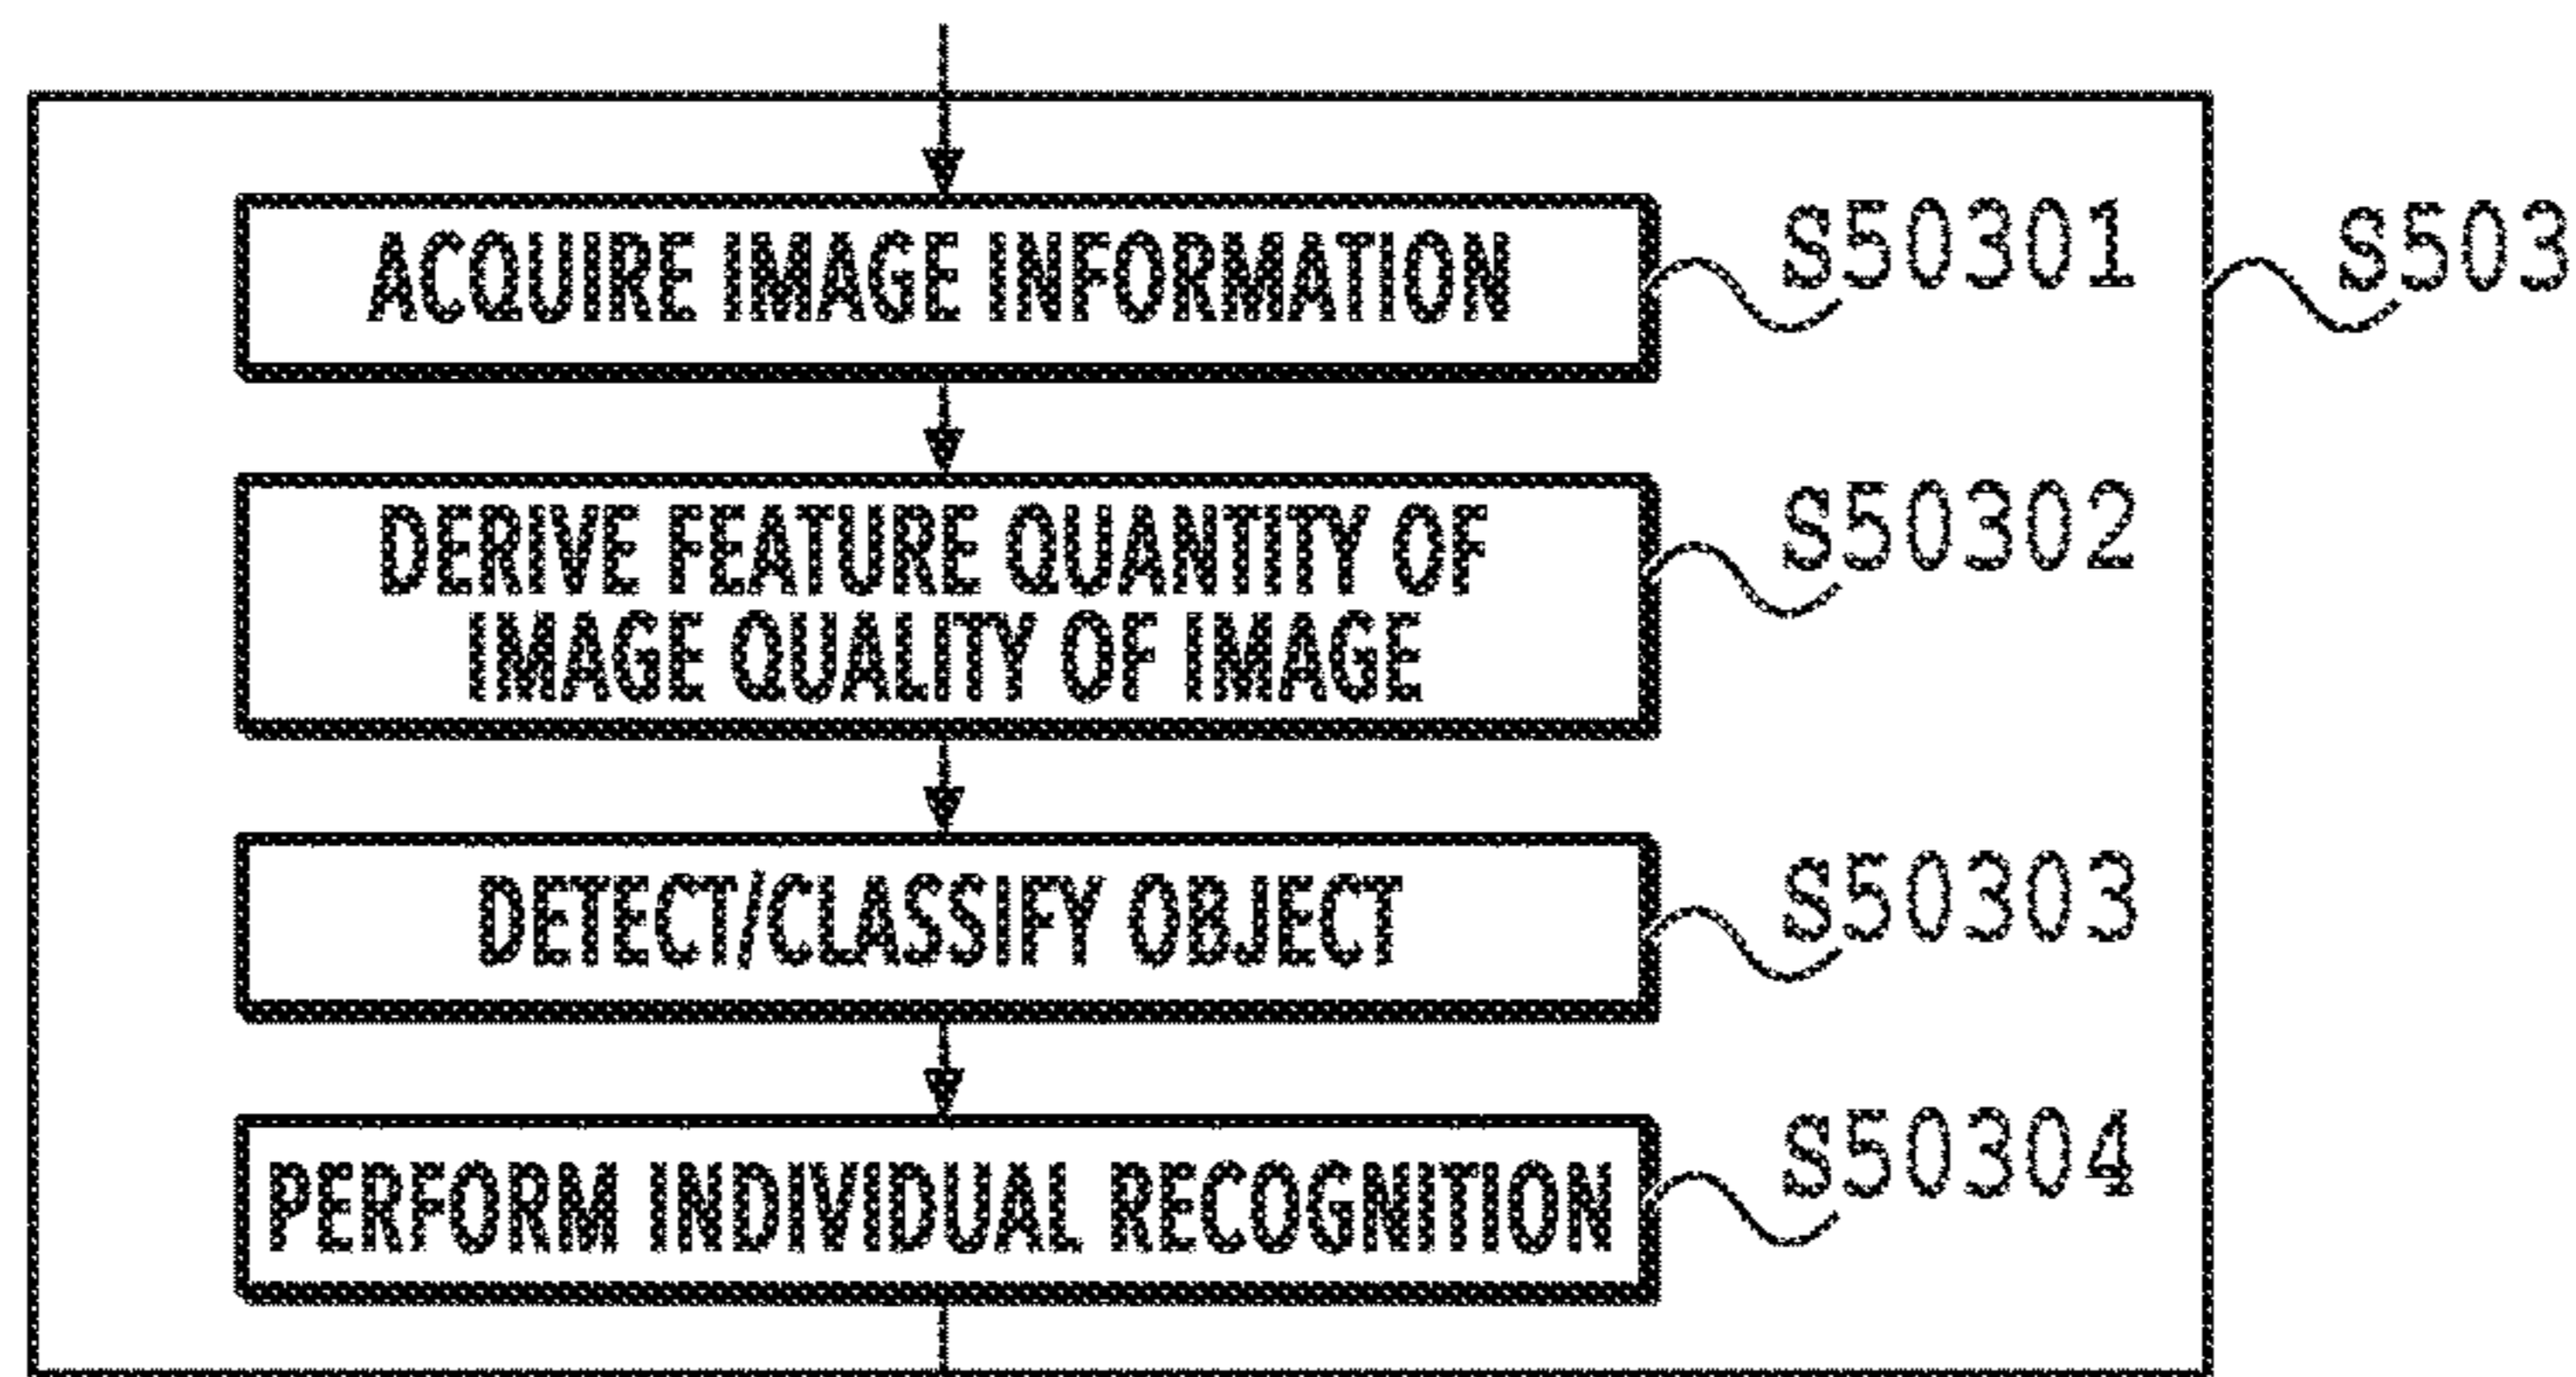 ACQUIRE IMAGE INFORMATION
S50301
S503
DERIVE FEATURE QUANTITY OF
IMAGE QUALITY OF IMAGE
S50302
DETECT/CLASSIFY OBJECT
S50303
PERFORM INDIVIDUAL RECOGNITION
S50304